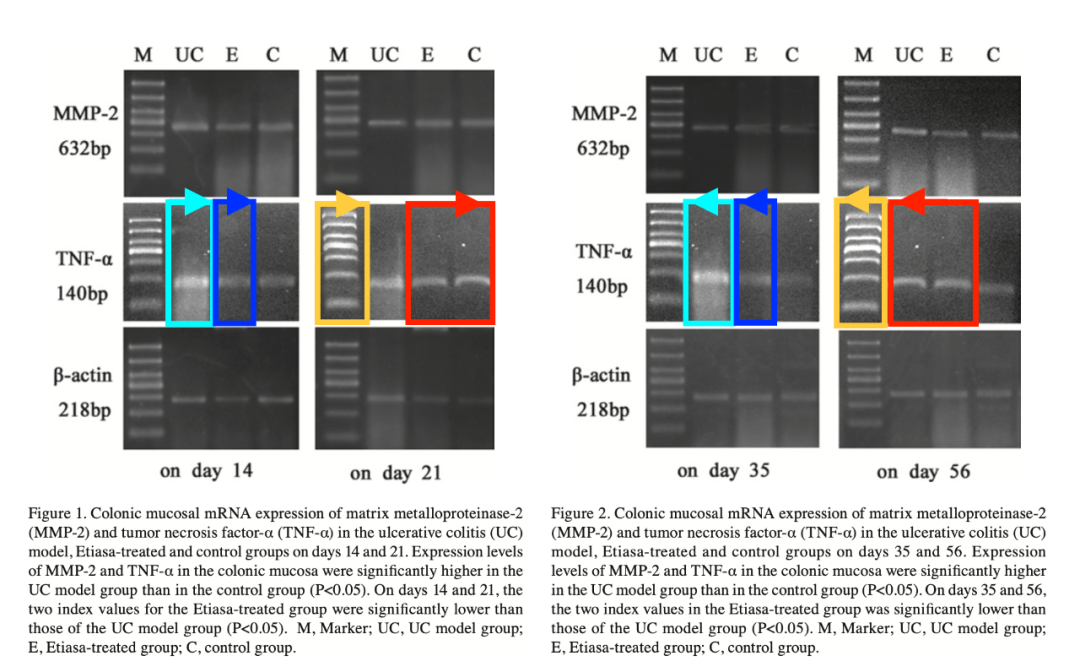 M UC E C
M UC E C
MMP-2
632bp
TNF-α
140bp
β-actin
218bp
on day 14
on day 21
Figure 1. Colonic mucosal mRNA expression of matrix metalloproteinase-2
(MMP-2) and tumor necrosis factor-α (TNF-α) in the ulcerative colitis (UC)
model, Etiasa-treated and control groups on days 14 and 21. Expression levels
of MMP-2 and TNF-α in the colonic mucosa were significantly higher in the
UC model group than in the control group (P<0.05). On days 14 and 21, the
two index values for the Etiasa-treated group were significantly lower than
those of the UC model group (P<0.05). M, Marker; UC, UC model group;
E, Etiasa-treated group; C, control group.
M UC E C
M UC E C
MMP-2
632bp
TNF-α
140bp
β-actin
218bp
on day 35
on day 56
Figure 2. Colonic mucosal mRNA expression of matrix metalloproteinase-2
(MMP-2) and tumor necrosis factor-α (TNF-α) in the ulcerative colitis (UC)
model, Etiasa-treated and control groups on days 35 and 56. Expression
levels of MMP-2 and TNF-α in the colonic mucosa were significantly higher
in the UC model group than in the control group (P<0.05). On days 35 and 56,
the two index values in the Etiasa-treated group was significantly lower than
those of the UC model group (P<0.05). M, Marker; UC, UC model group;
E, Etiasa-treated group; C, control group.